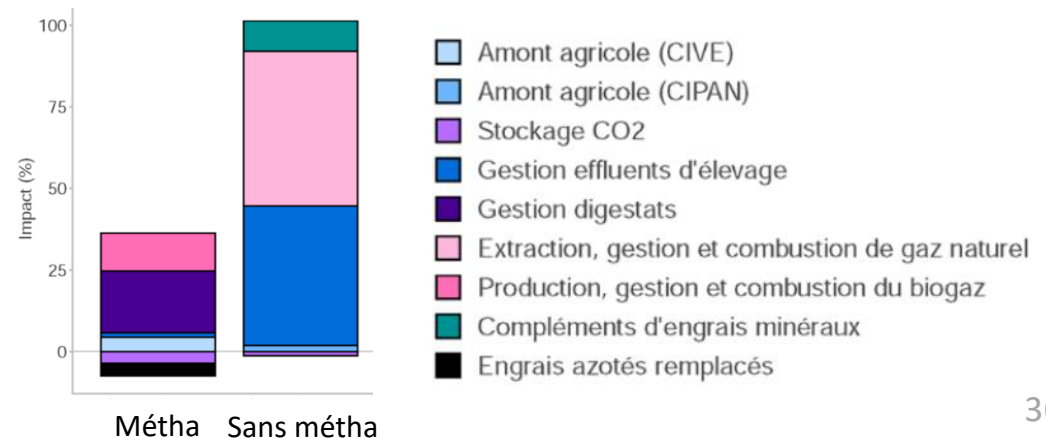 100
75
50
25
0
Impact (%)
Métha
Sans métha
Amont agricole (CIVE)
Amont agricole (CIPAN)
Stockage CO2
Gestion effluents d'élevage
Gestion digestats
Extraction, gestion et combustion de gaz naturel
Production, gestion et combustion du biogaz
Compléments d'engrais minéraux
Engrais azotés remplacés